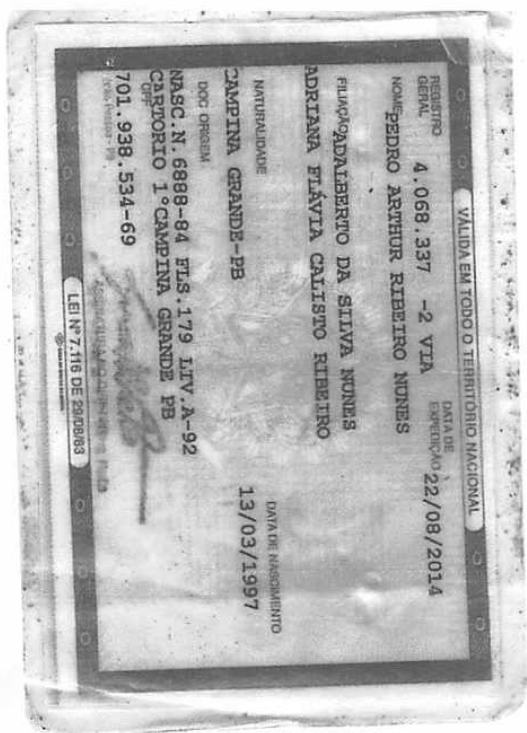 VÁLIDA EM TODO O TERRITÓRIO NACIONAL
REGISTRO GERAL 4.068.337 -2 VIA DATA DE EXPEDIÇÃO 22/08/2014
NOME PEDRO ARTHUR RIBEIRO NUNES
FILIAÇÃO ADALBERTO DA SILVA NUNES
ADRIANA FLÁVIA CALISTO RIBEIRO
NATURALIDADE DATA DE NASCIMENTO
CAMPINA GRANDE-PB 13/03/1997
DOC ORIGEM
NASC.N.6888-84 FLS.179 LIV.A-92
CARTORIO 1°CAMPINA GRANDE PB
CPF
701.938.534-69
LEI Nº 7.116 DE 29/08/83